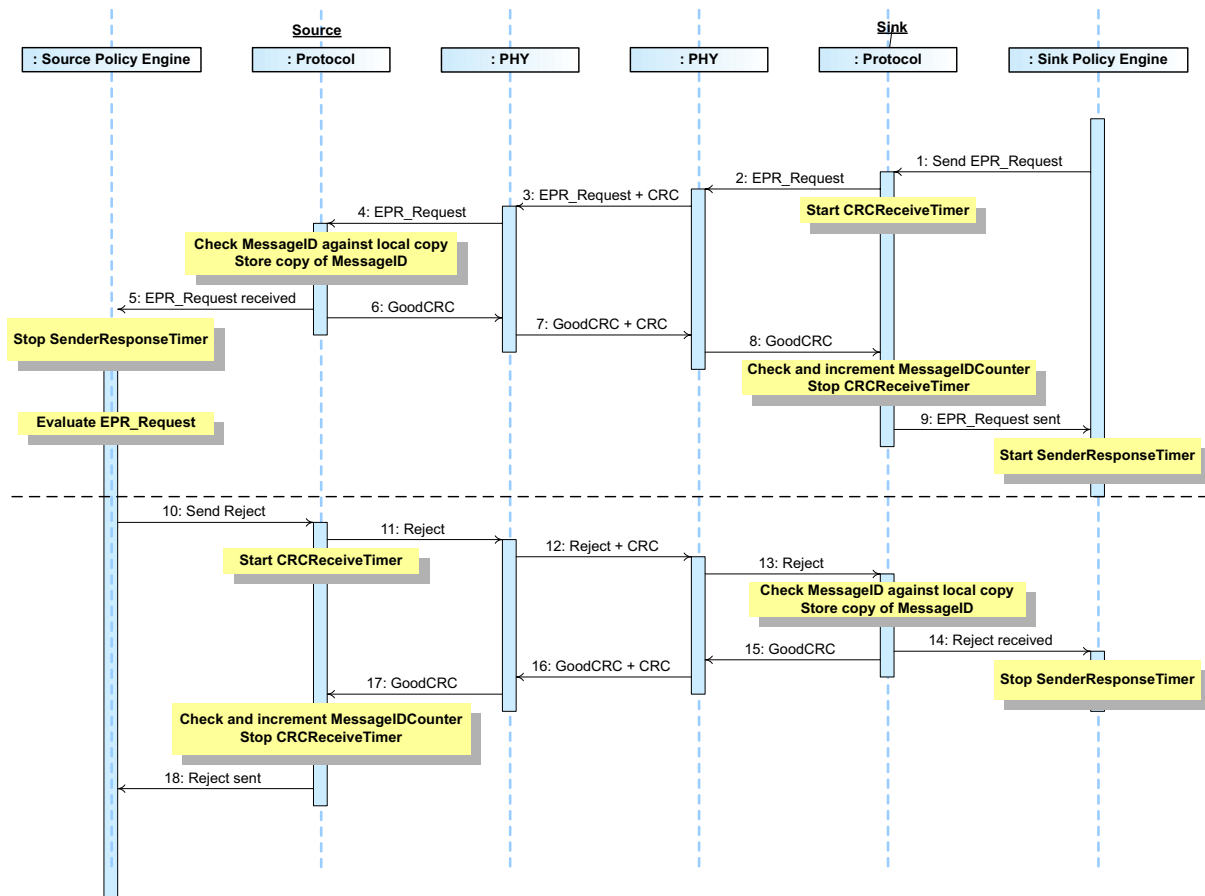 Source
Sink
: Source Policy Engine
: Protocol
: PHY
: PHY
: Protocol
: Sink Policy Engine
1: Send EPR_Request
2: EPR_Request
3: EPR_Request + CRC
Start CRCReceiveTimer
4: EPR_Request
Check MessageID against local copy
Store copy of MessageID
5: EPR_Request received
6: GoodCRC
Stop SenderResponseTimer
7: GoodCRC + CRC
8: GoodCRC
Check and increment MessageIDCounter
Stop CRCReceiveTimer
Evaluate EPR_Request
9: EPR_Request sent
Start SenderResponseTimer
10: Send Reject
11: Reject
Start CRCReceiveTimer
12: Reject + CRC
13: Reject
Check MessageID against local copy
Store copy of MessageID
14: Reject received
15: GoodCRC
16: GoodCRC + CRC
Stop SenderResponseTimer
17: GoodCRC
Check and increment MessageIDCounter
Stop CRCReceiveTimer
18: Reject sent